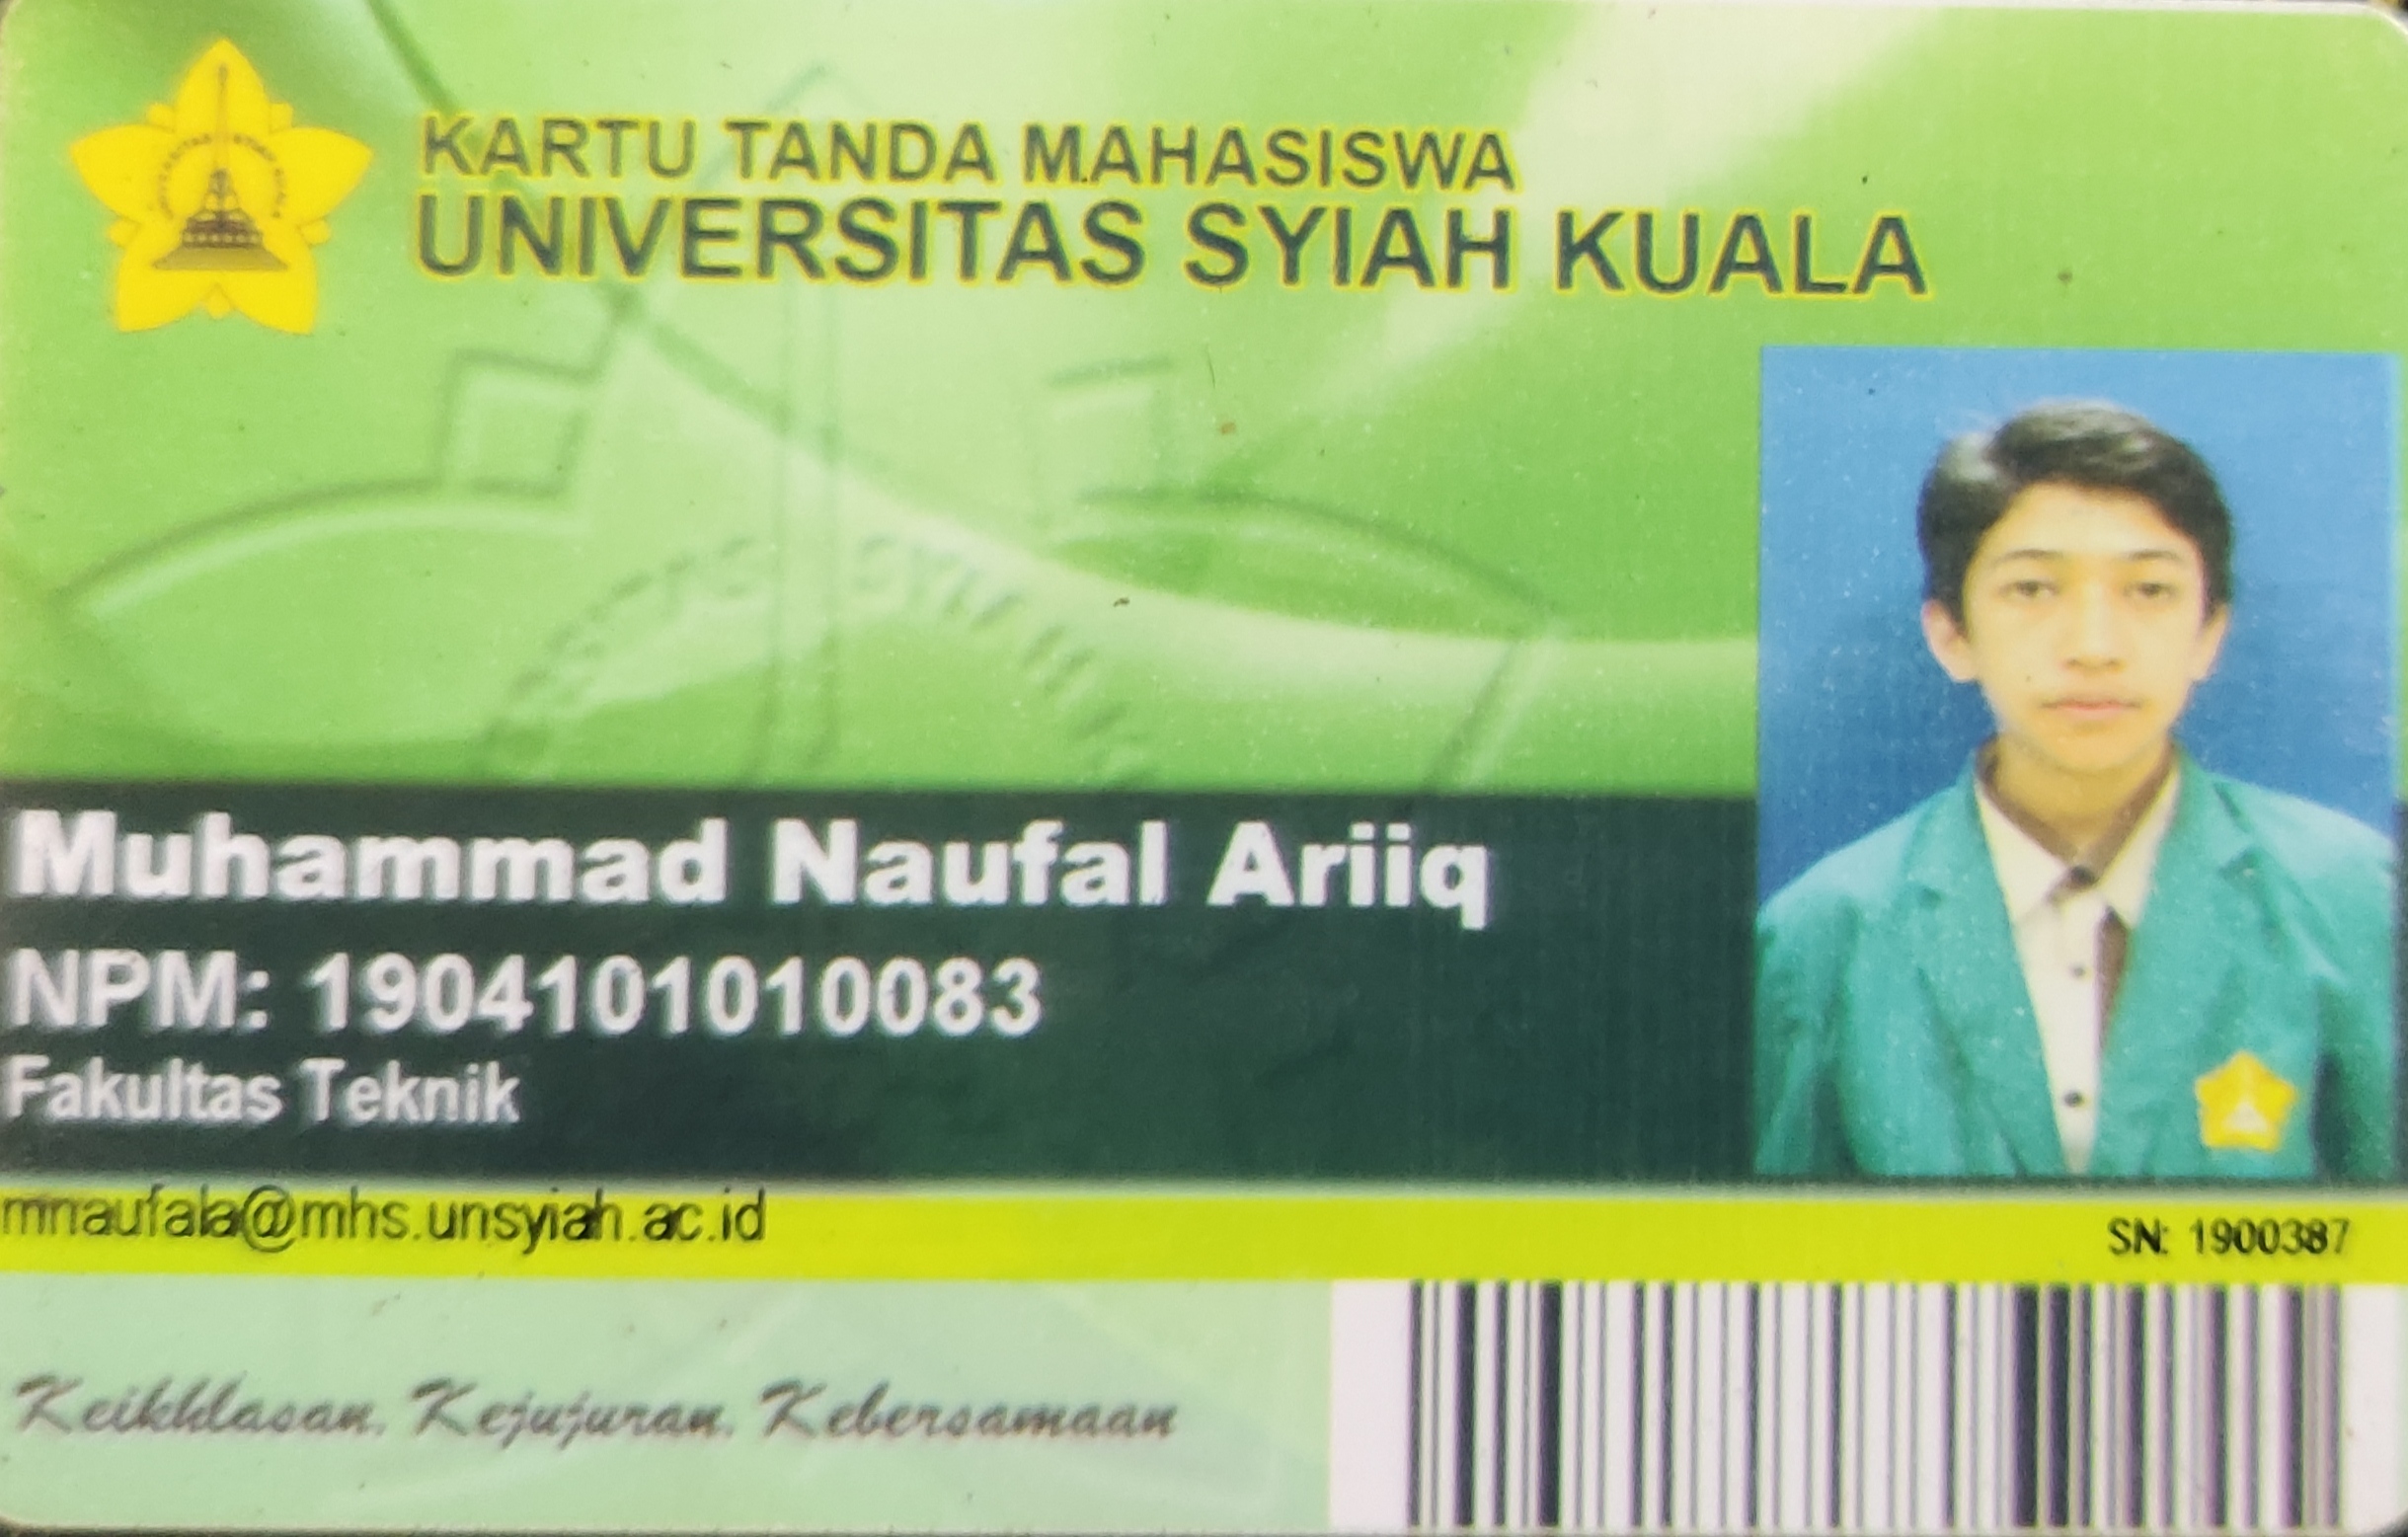 KARTU TANDA MAHASISWA
UNIVERSITAS SYIAH KUALA
Muhammad Naufal Ariiq
NPM: 1904101010083
Fakultas Teknik
mnaufala@mhs.unsyiah.ac.id
SN: 1900387
Keikhlasan. Kejujuran. Kebersamaan